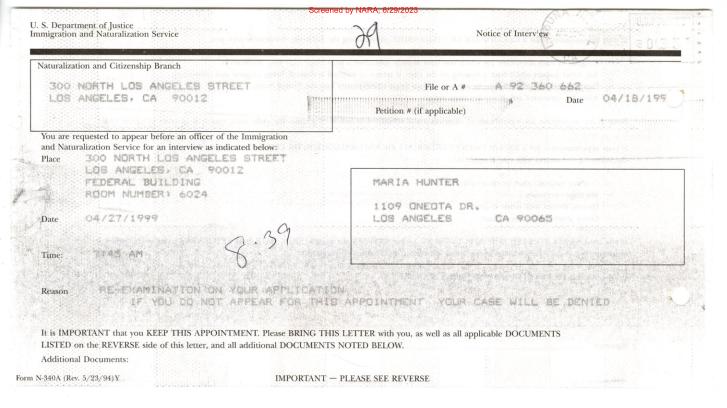 Screened by NARA, 6/29/2023
U. S. Department of Justice
Immigration and Naturalization Service
29
Notice of Interview
Naturalization and Citizenship Branch
300 NORTH LOS ANGELES STREET
LOS ANGELES, CA 90012
File or A # A 92 360 662
Date 04/18/199
Petition # (if applicable)
You are requested to appear before an officer of the Immigration
and Naturalization Service for an interview as indicated below:
Place 300 NORTH LOS ANGELES STREET
LOS ANGELES, CA 90012
FEDERAL BUILDING
ROOM NUMBER: 6024
MARIA HUNTER
1109 ONEOTA DR.
LOS ANGELES CA 90065
Date 04/27/1999
8:39
Time: 7:45 AM
Reason RE-EXAMINATION ON YOUR APPLICATION
IF YOU DO NOT APPEAR FOR THIS APPOINTMENT YOUR CASE WILL BE DENIED
It is IMPORTANT that you KEEP THIS APPOINTMENT. Please BRING THIS LETTER with you, as well as all applicable DOCUMENTS
LISTED on the REVERSE side of this letter, and all additional DOCUMENTS NOTED BELOW.
Additional Documents:
Form N-340A (Rev. 5/23/94)Y
IMPORTANT — PLEASE SEE REVERSE